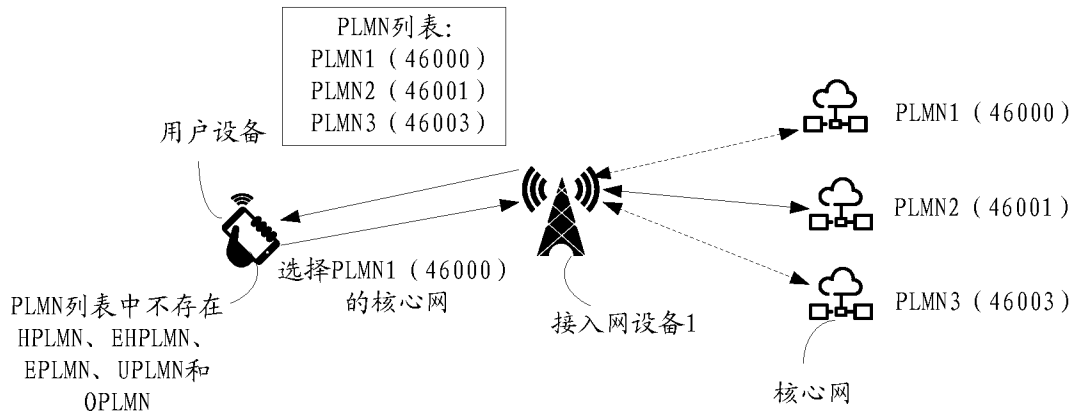 PLMN列表:
PLMN1（46000）
PLMN2（46001）
PLMN3（46003）
用户设备
PLMN1（46000）
PLMN2（46001）
选择PLMN1（46000）
的核心网
PLMN列表中不存在
HPLMN、EHPLMN、
EPLMN、UPLMN和
OPLMN
接入网设备1
PLMN3（46003）
核心网